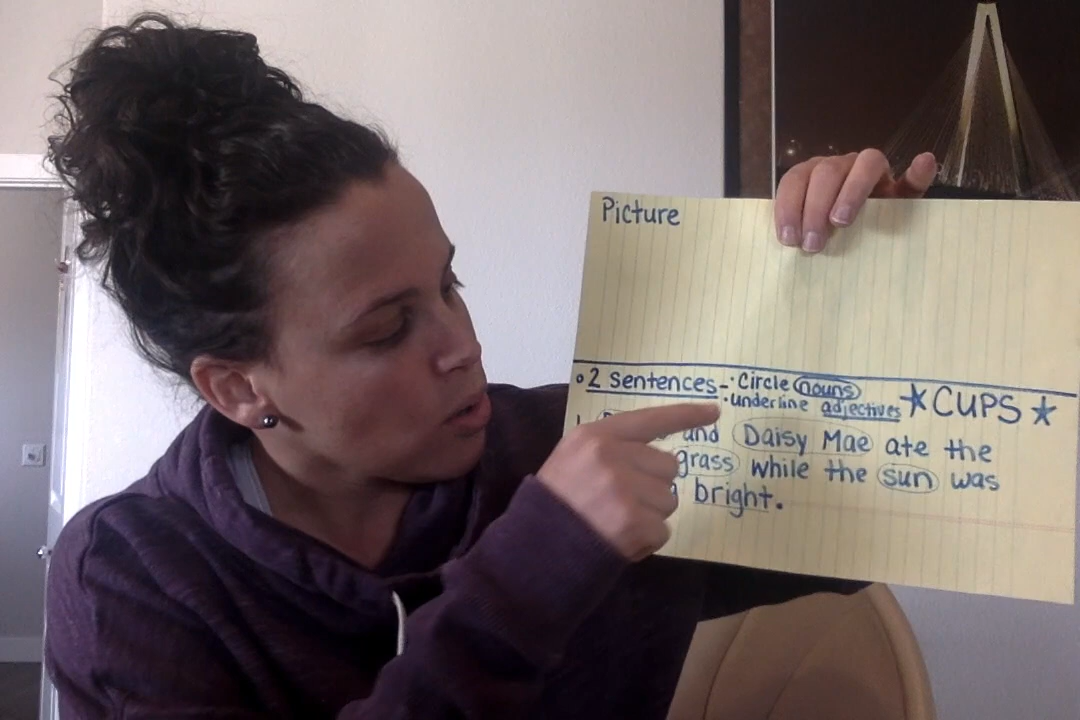 Picture
• 2 Sentences - • Circle nouns
• underline adjectives
★ CUPS ★
1. and Daisy Mae ate the
grass while the sun was
bright.